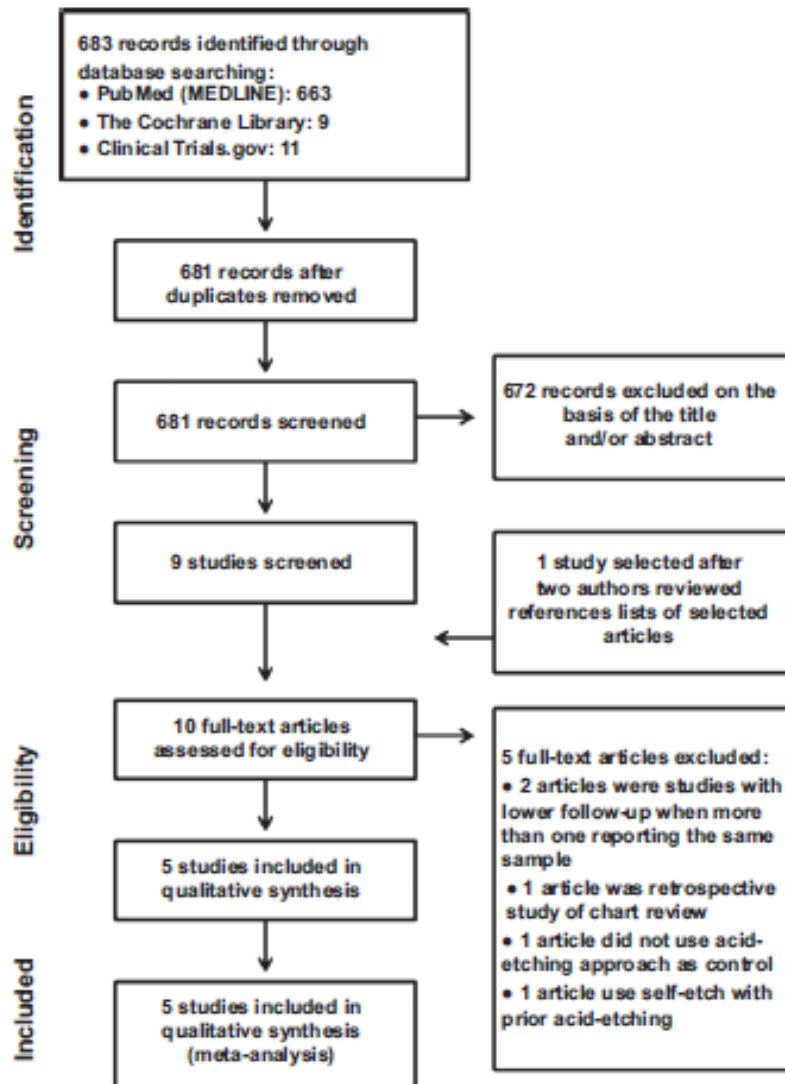 Identification
683 records identified through
database searching:
● PubMed (MEDLINE): 663
● The Cochrane Library: 9
● Clinical Trials.gov: 11
681 records after
duplicates removed
Screening
681 records screened
672 records excluded on the
basis of the title
and/or abstract
9 studies screened
1 study selected after
two authors reviewed
references lists of selected
articles
Eligibility
10 full-text articles
assessed for eligibility
5 full-text articles excluded:
● 2 articles were studies with
lower follow-up when more
than one reporting the same
sample
● 1 article was retrospective
study of chart review
● 1 article did not use acid-
etching approach as control
● 1 article use self-etch with
prior acid-etching
5 studies included in
qualitative synthesis
Included
5 studies included in
qualitative synthesis
(meta-analysis)